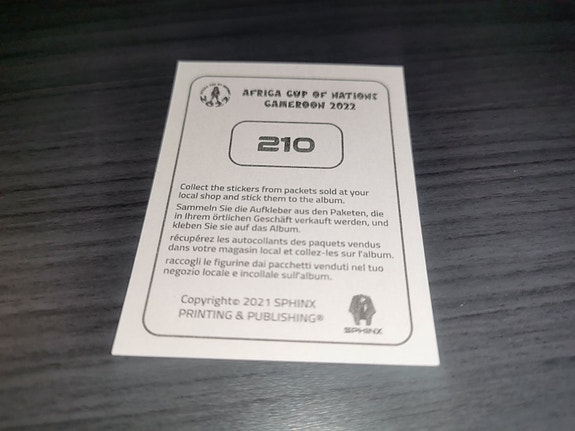 AFRICA CUP OF NATIONS
CAMEROON 2022
210
Collect the stickers from packets sold at your
local shop and stick them to the album.
Sammeln Sie die Aufkleber aus den Paketen, die
in Ihrem örtlichen Geschäft verkauft werden, und
kleben Sie sie auf das Album.
récupérez les autocollants des paquets vendus
dans votre magasin local et collez-les sur l'album.
raccogli le figurine dai pacchetti venduti nel tuo
negozio locale e incollale sull'album.
Copyright© 2021 SPHINX
PRINTING & PUBLISHING®
SPHINX